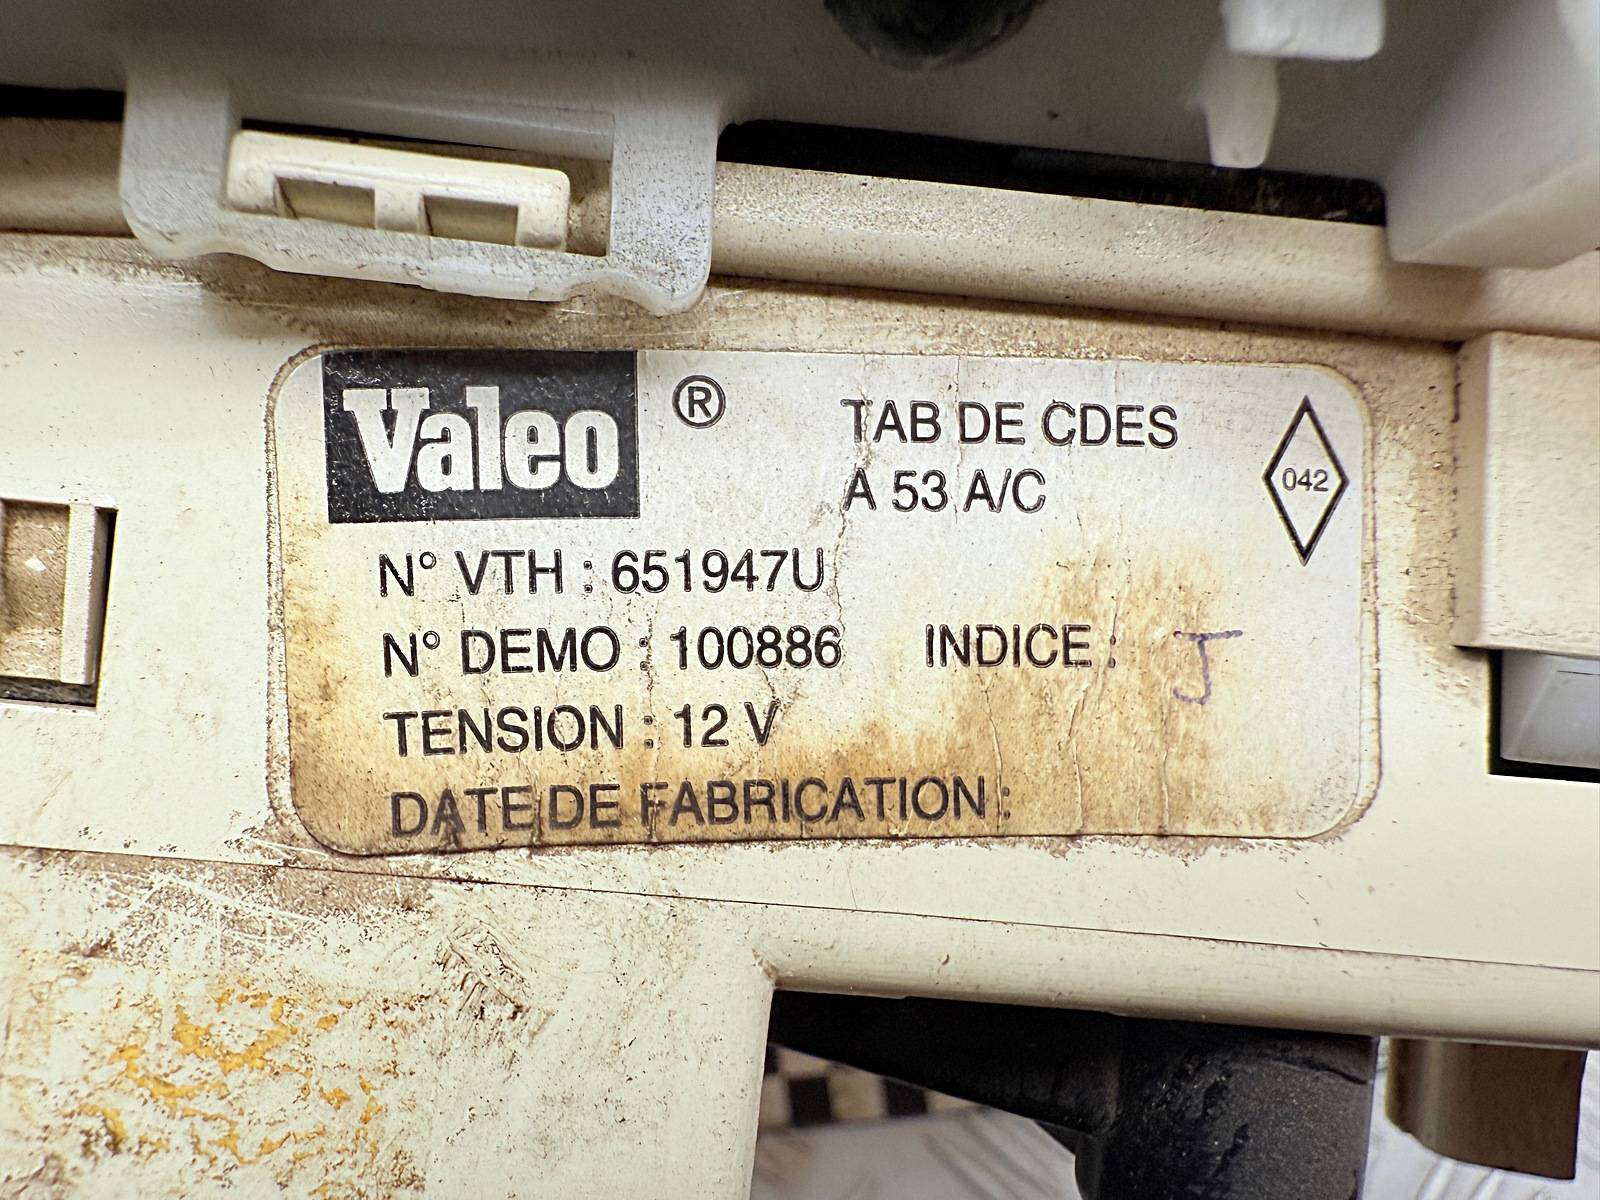 Valeo ®
TAB DE CDES
A 53 A/C
042
N° VTH : 651947U
N° DEMO : 100886 INDICE : J
TENSION : 12 V
DATE DE FABRICATION :